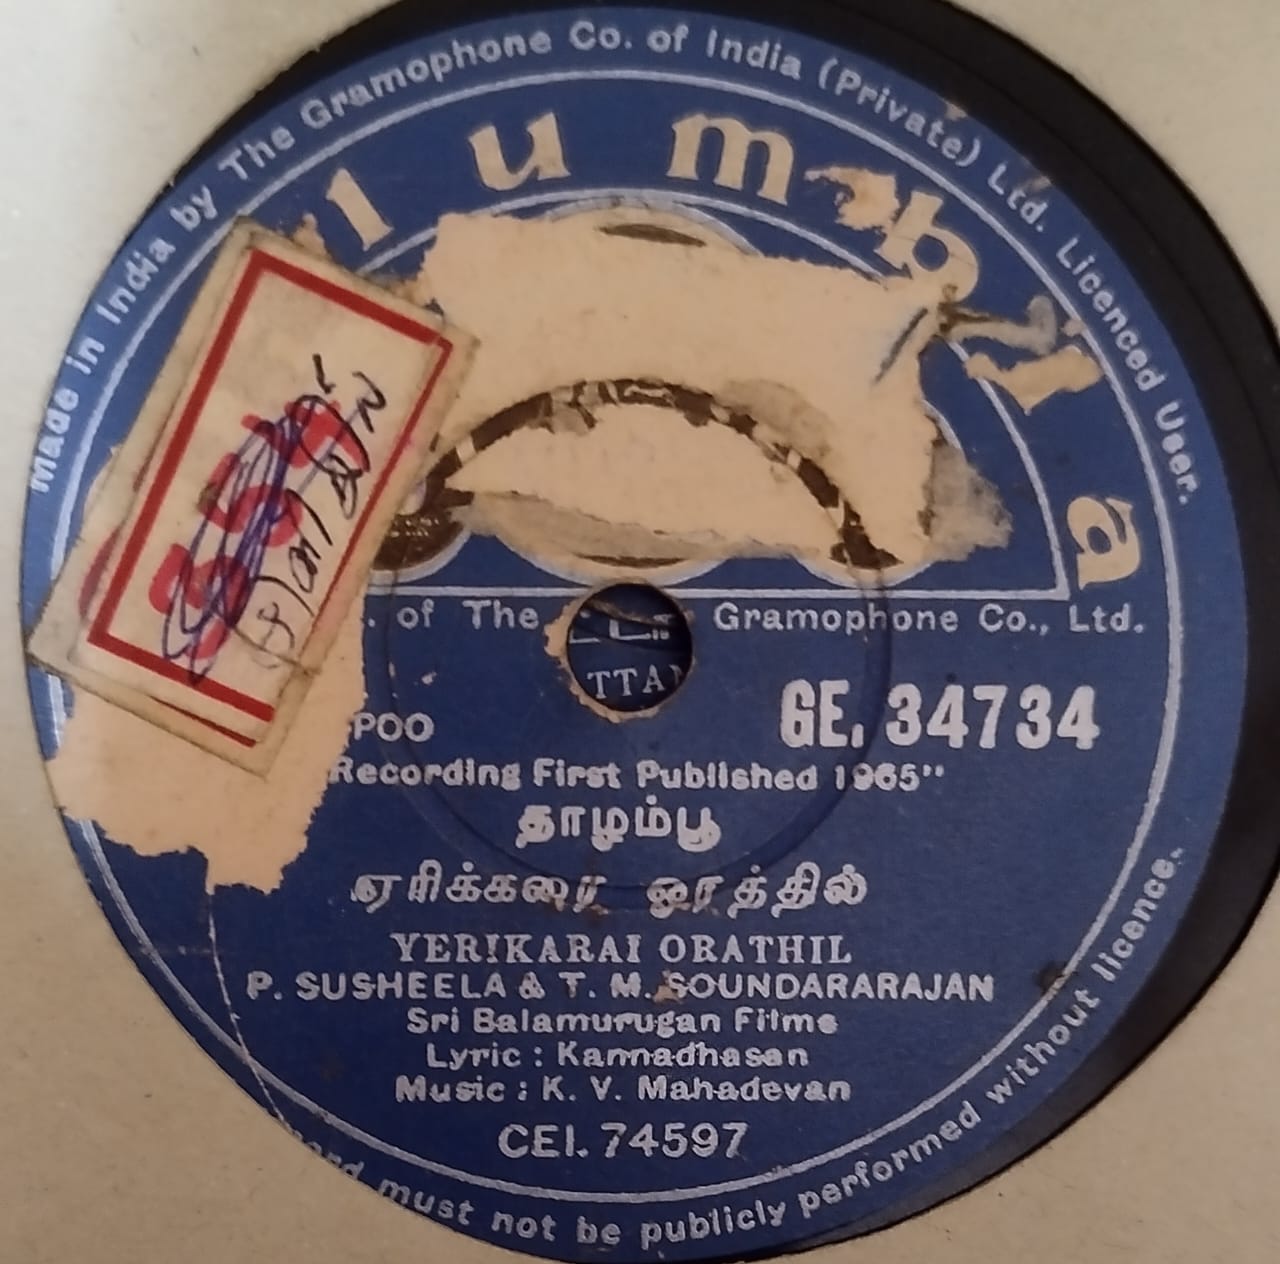 Made in India by The Gramophone Co. of India (Private) Ltd. Licenced User.
lumbia
. of The Gramophone Co., Ltd.
TTA
POO
GE. 34734
Recording First Published 1965"
தாழம்பூ
ஏரிக்கரை ஓரத்தில்
YERIKARAI ORATHIL
P. SUSHEELA & T. M. SOUNDARARAJAN
Sri Balamurugan Films
Lyric : Kannadhasan
Music : K. V. Mahadevan
CEI. 74597
must not be publicly performed without licence.